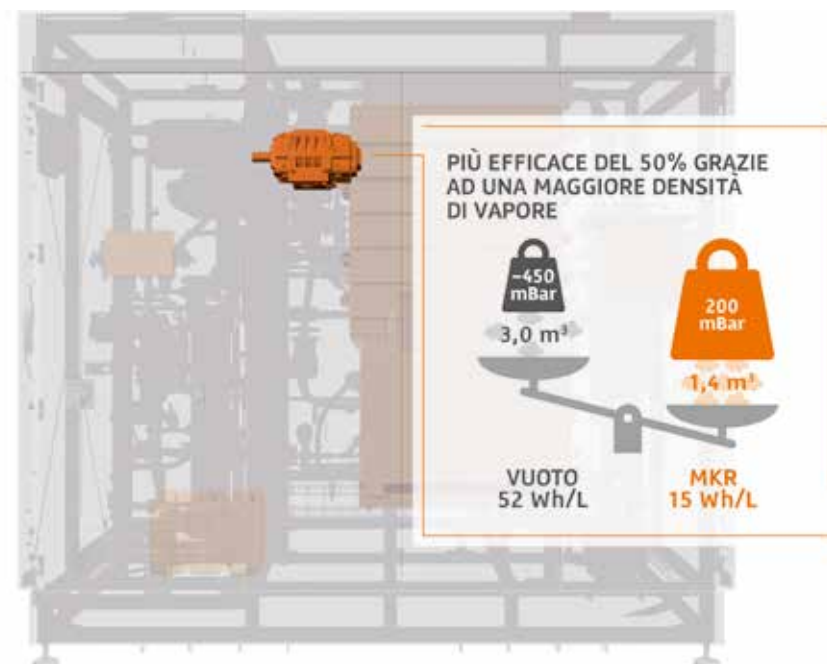 PIÙ EFFICACE DEL 50% GRAZIE
AD UNA MAGGIORE DENSITÀ
DI VAPORE
–450
mBar
200
mBar
3,0 m³
1,4 m³
VUOTO
52 Wh/L
MKR
15 Wh/L